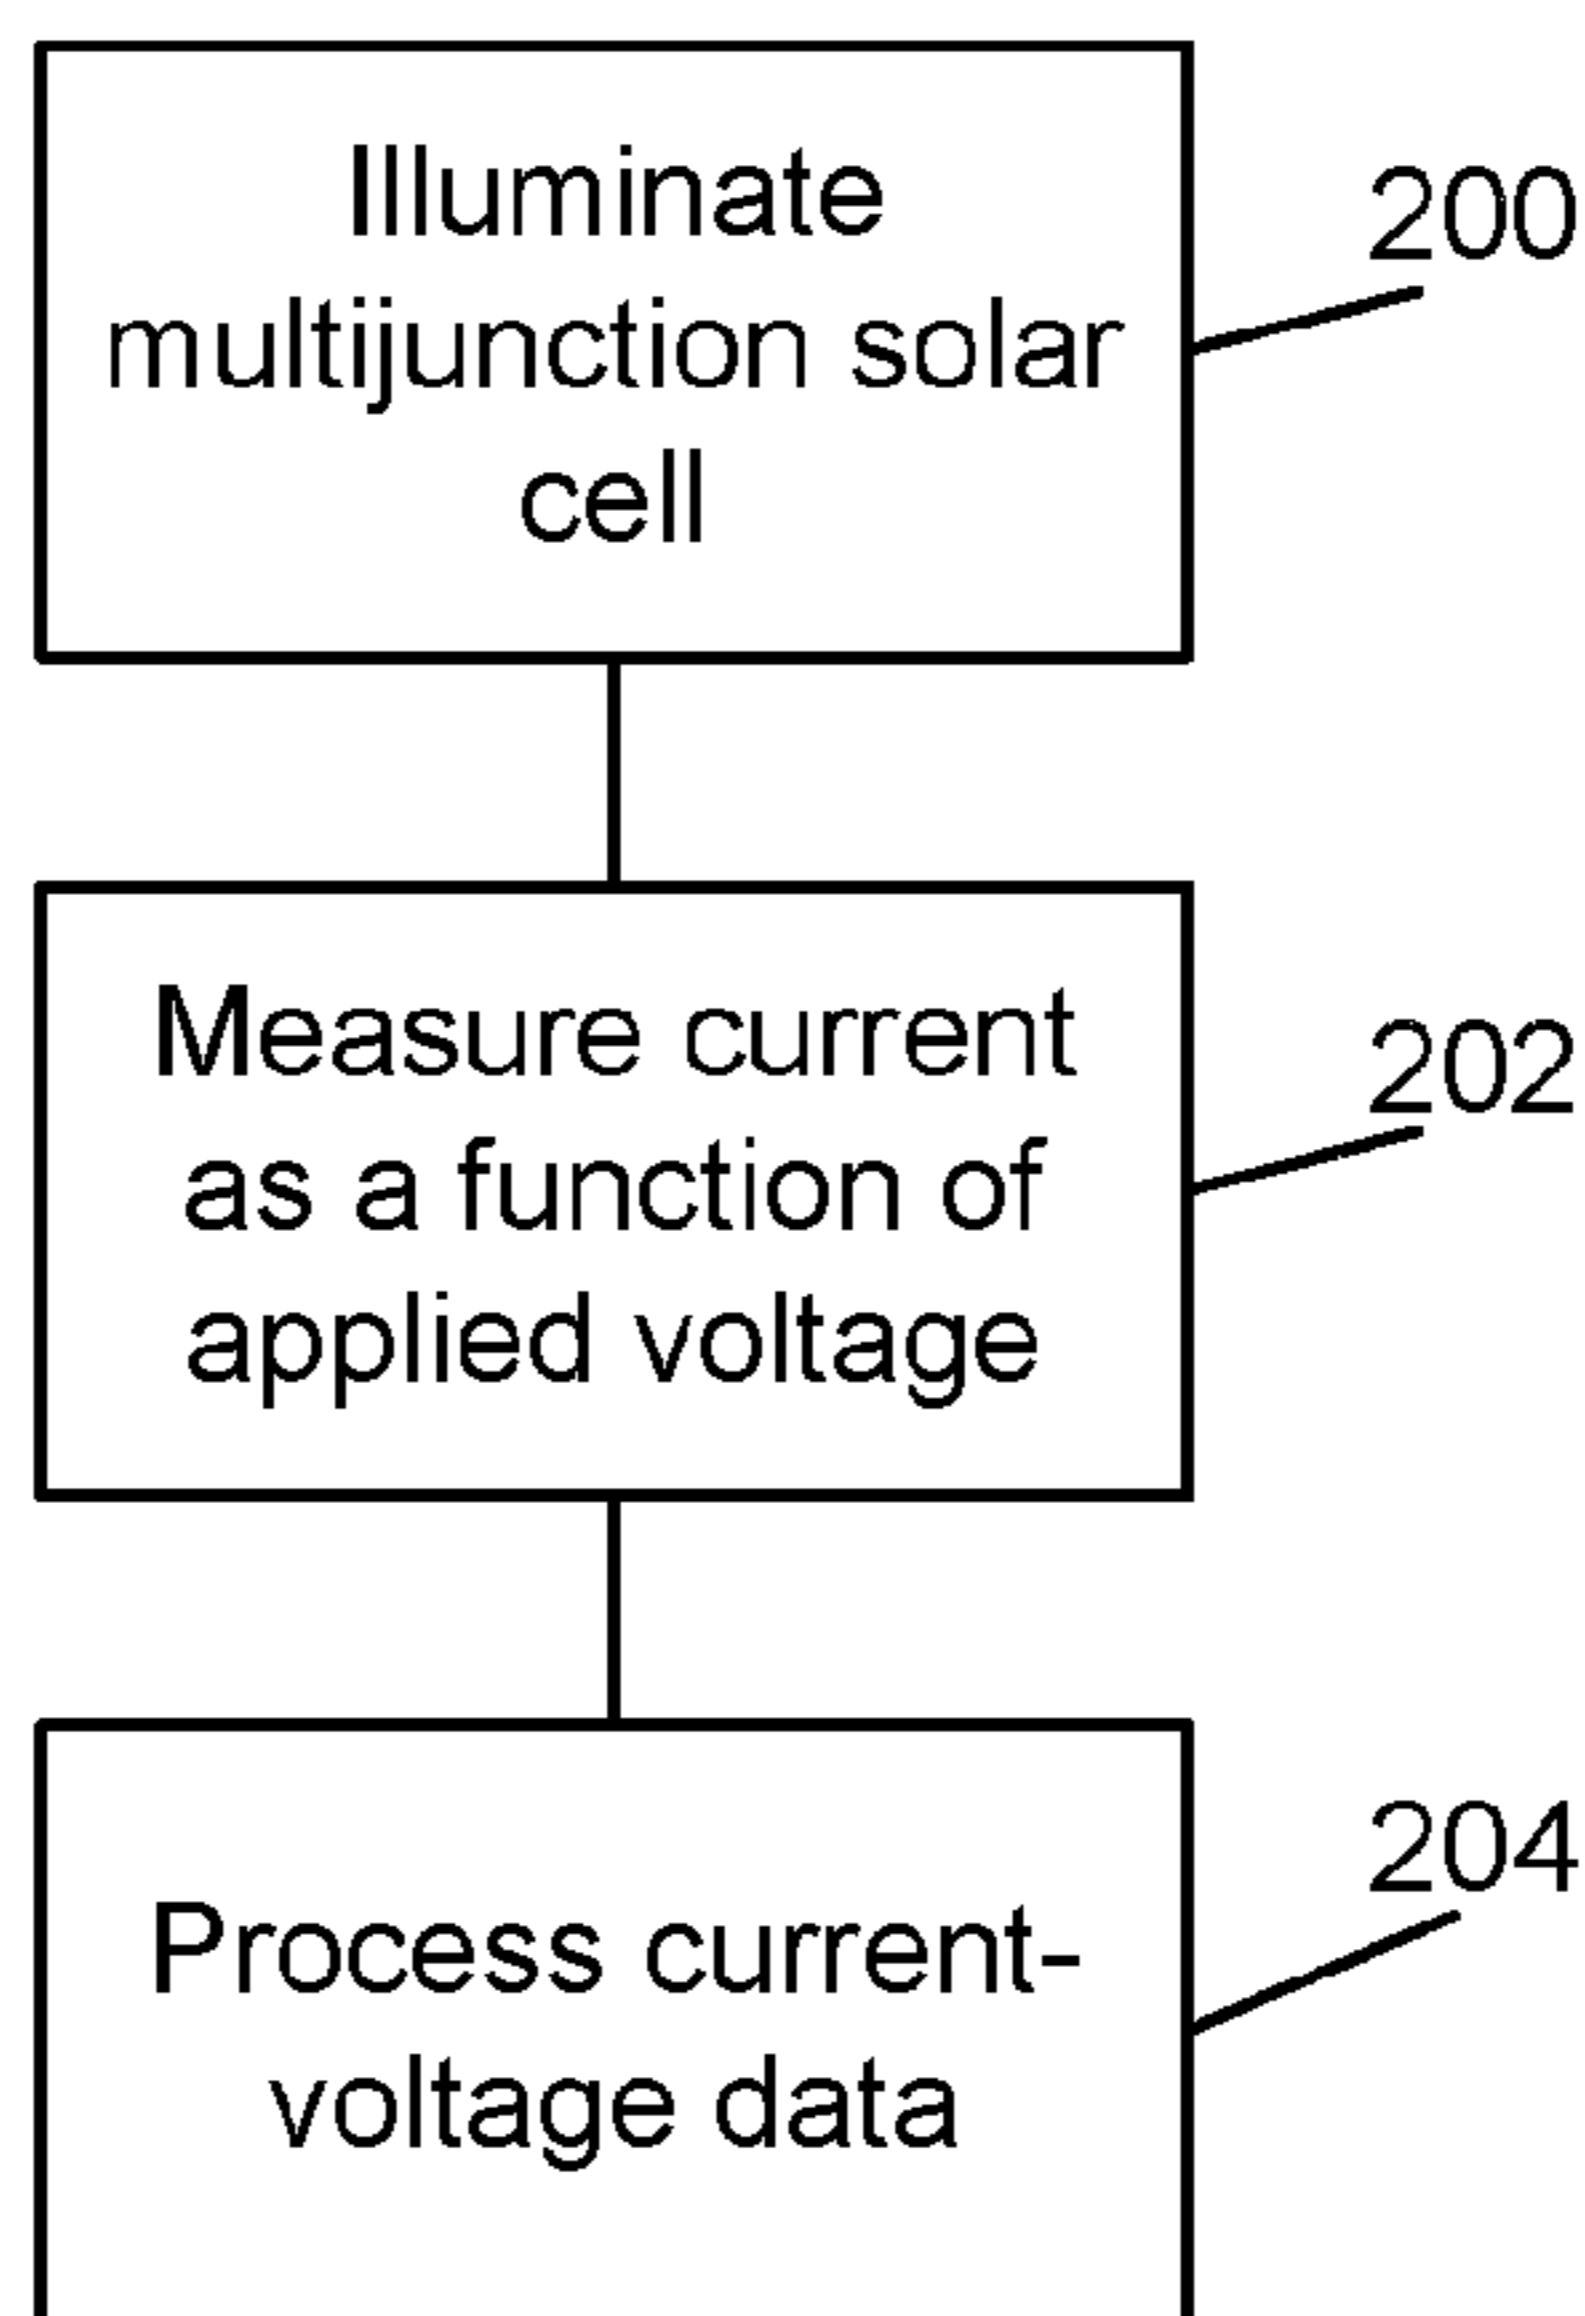 Illuminate
multijunction solar
cell
200
Measure current
as a function of
applied voltage
202
Process current-
voltage data
204